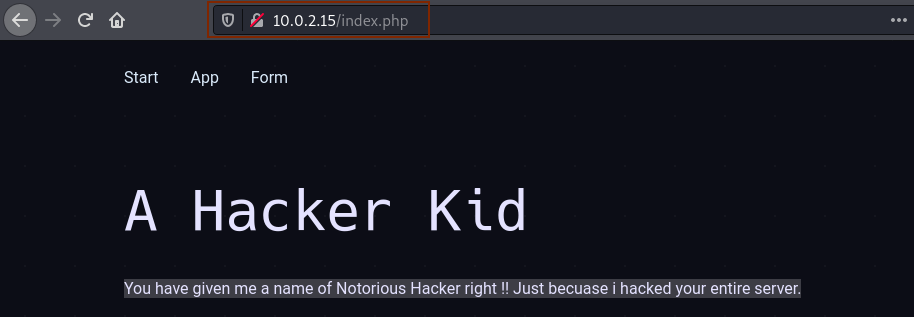 10.0.2.15/index.php
Start App Form
A Hacker Kid
You have given me a name of Notorious Hacker right !! Just becuase i hacked your entire server.